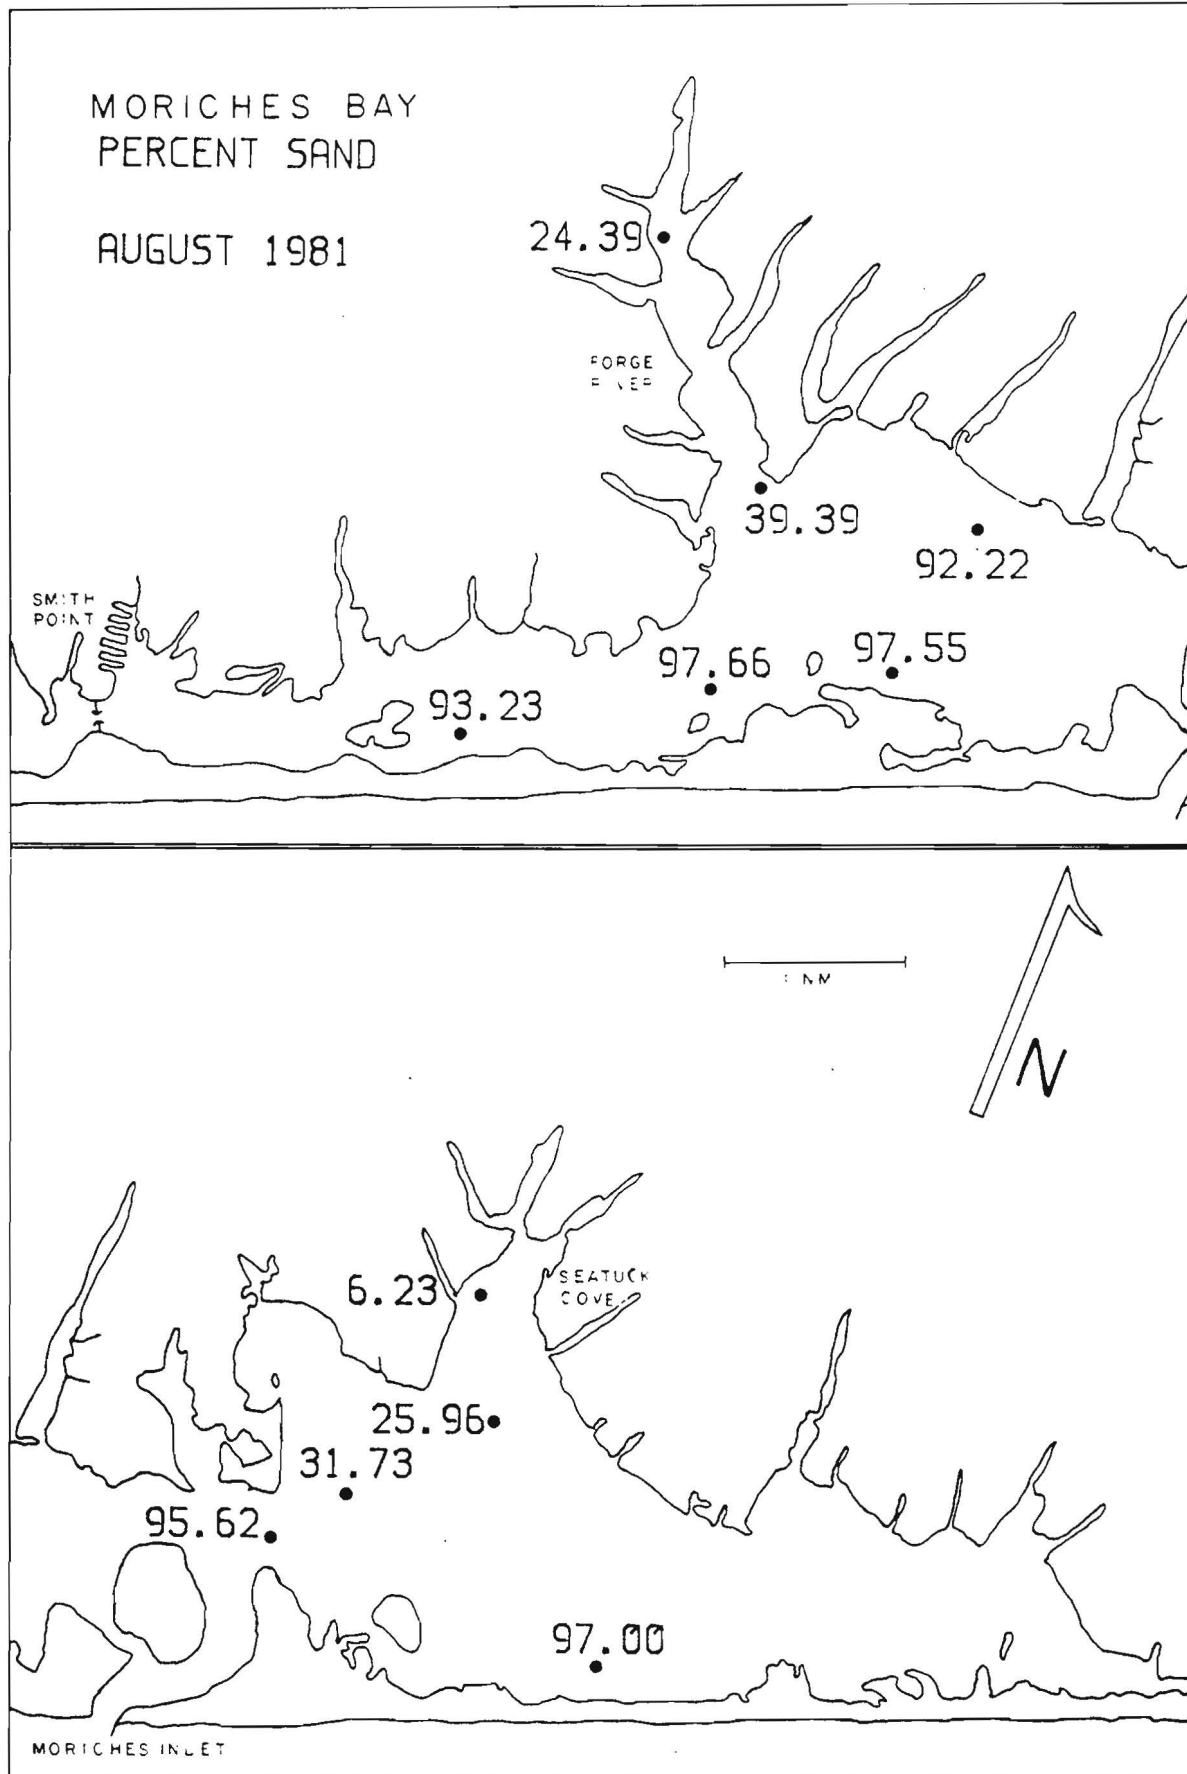 MORICHES BAY
PERCENT SAND
AUGUST 1981
24.39
FORGE
39.39
92.22
SMITH
POINT
97.66
97.55
93.23
NM
N
6.23
SEATUCK
COVE
25.96
31.73
95.62
97.00
MORICHES INLET